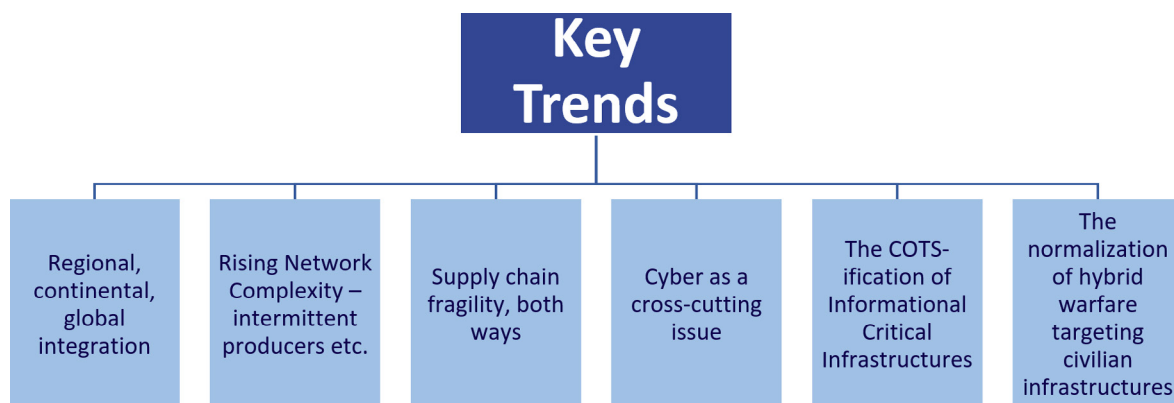 Key
Trends
Regional,
continental,
global
integration
Rising Network
Complexity –
intermittent
producers etc.
Supply chain
fragility, both
ways
Cyber as a
cross-cutting
issue
The COTS-
ification of
Informational
Critical
Infrastructures
The
normalization
of hybrid
warfare
targeting
civilian
infrastructures